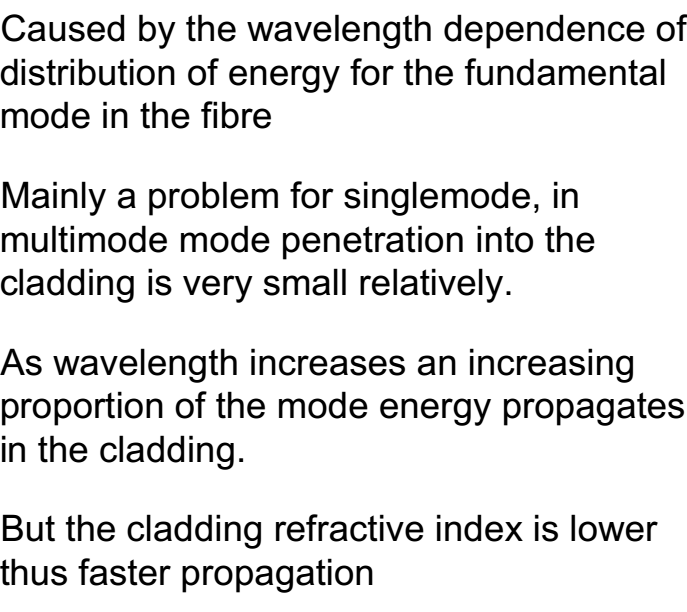 Caused by the wavelength dependence of
distribution of energy for the fundamental
mode in the fibre
Mainly a problem for singlemode, in
multimode mode penetration into the
cladding is very small relatively.
As wavelength increases an increasing
proportion of the mode energy propagates
in the cladding.
But the cladding refractive index is lower
thus faster propagation